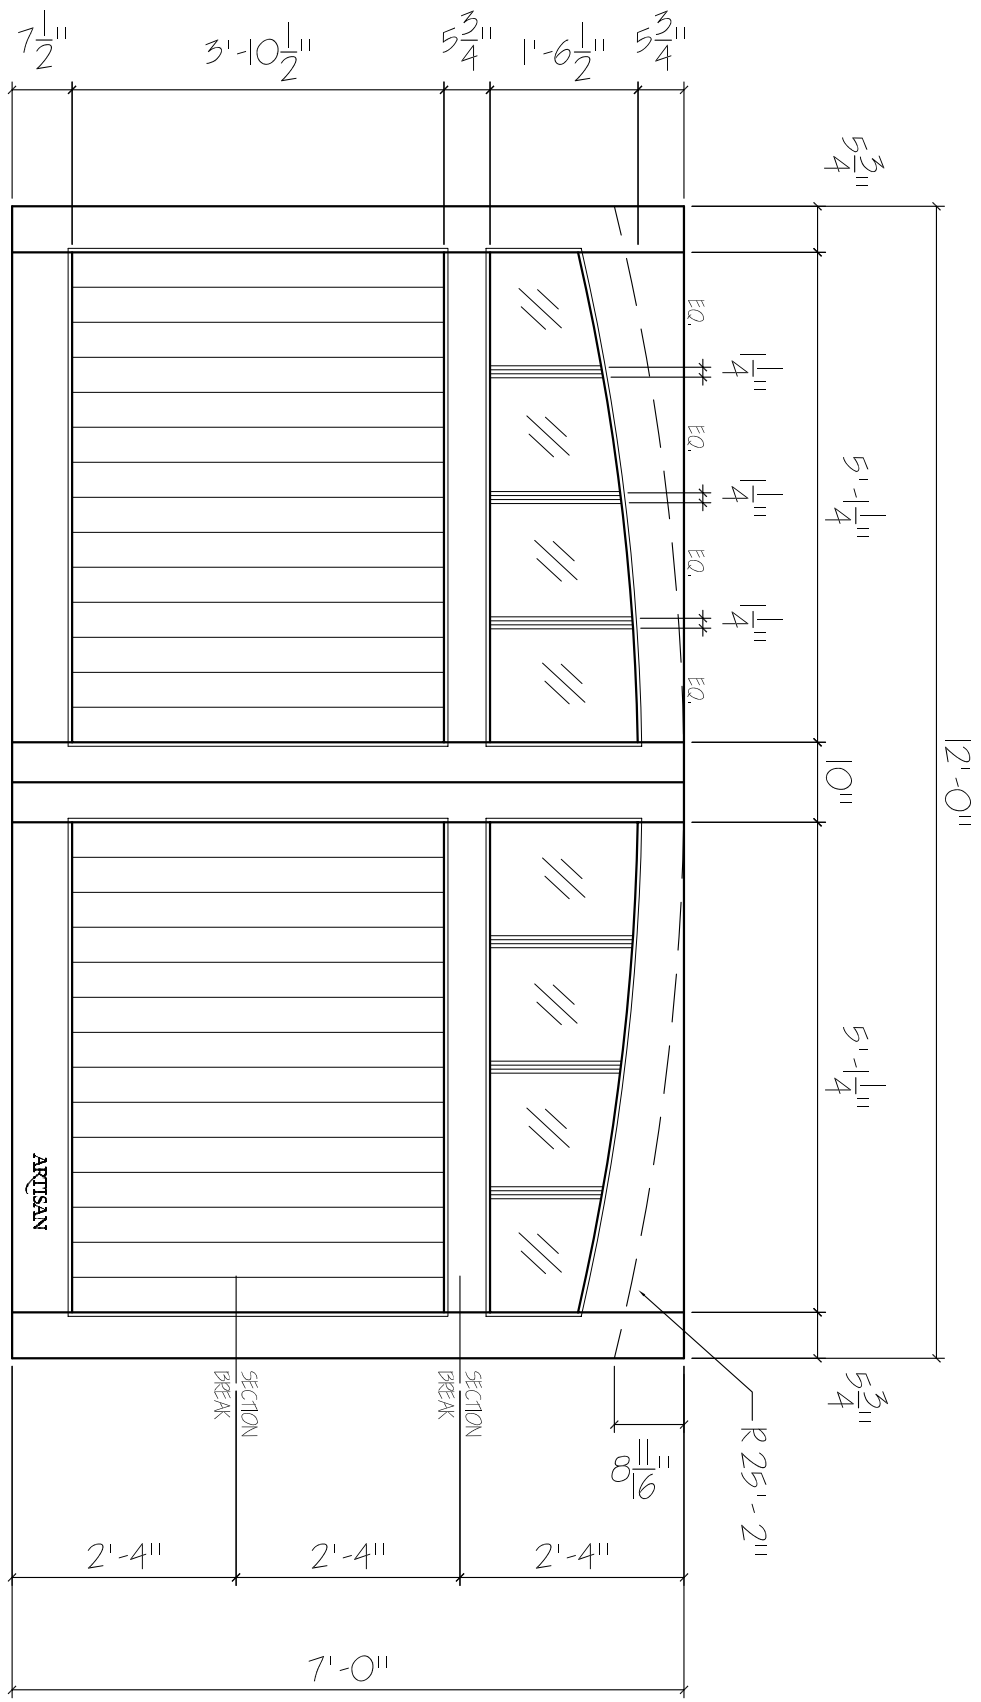 7 1/2"
3'-10 1/2"
5 3/4"
1'-6 1/2"
5 3/4"
5 3/4"
5'-1 1/4"
10"
5'-1 1/4"
5 3/4"
12'-0"
EQ.
1 1/4"
EQ.
1 1/4"
EQ.
1 1/4"
EQ.
ARTISAN
SECTION
BREAK
SECTION
BREAK
8 11/16"
R 25'-2"
2'-4"
2'-4"
2'-4"
7'-0"